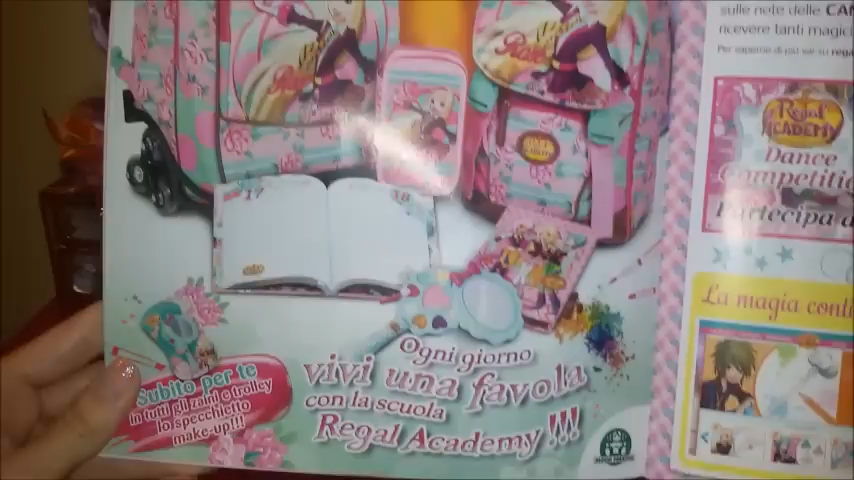 Subito per te
in tutti gli zaini e trolley
lo specchietto
make-up!!!
Ogni giorno
vivi una favola
con la scuola
Regal Academy!!!
sulle note delle CAN
ricevere tanti magici
Per saperne di più vai su rega
Regal
ACADEMY
Dance
Competitio
Partecipa a
La magia conti